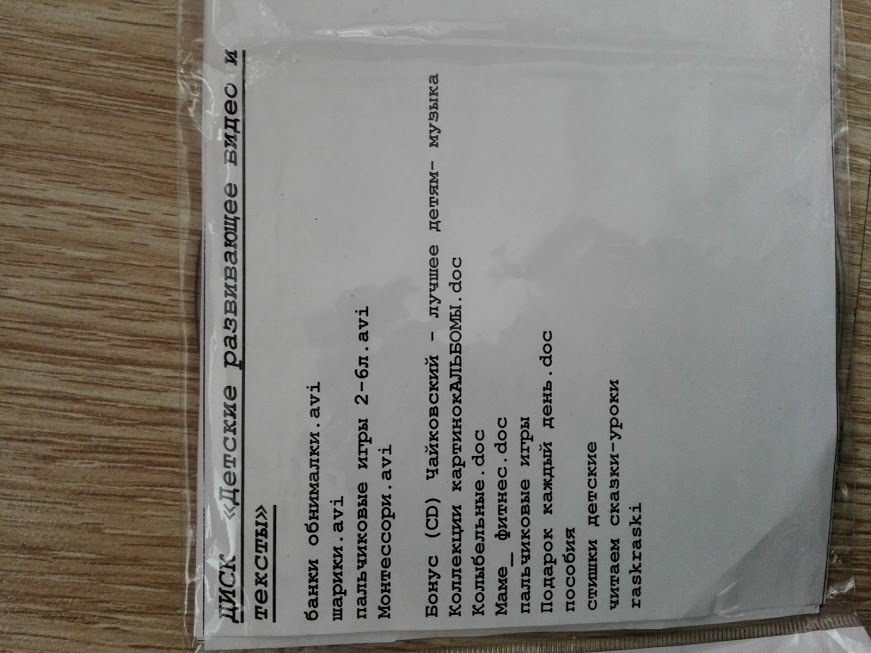 ДИСК «Детские развивающее видео и
тексты»
банки обнималки.avi
шарики.avi
пальчиковые игры 2-6л.avi
Монтессори.avi
Бонус (CD) Чайковский - лучшее детям- музыка
Коллекции картинокАЛЬБОМЫ.doc
Колыбельные.doc
Маме_ фитнес.doc
пальчиковые игры
Подарок каждый день.doc
пособия
стишки детские
читаем сказки-уроки
raskraski